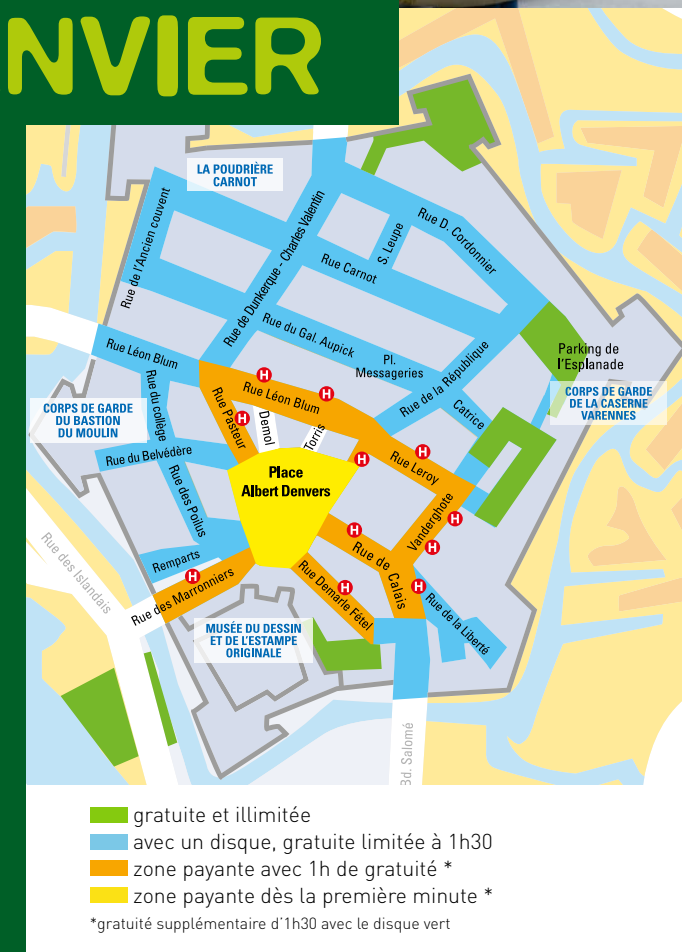 NVIER
LA POUDRIÈRE
CARNOT
Rue de l'Ancien couvent
Rue de Dunkerque - Charles Valentin
S. Leupe
Rue D. Cordonnier
Rue Carnot
Rue du Gal. Aupick
Pl.
Messageries
Rue de la République
Parking de
l'Esplanade
CORPS DE GARDE
DE LA CASERNE
VARENNES
Catrice
Rue Léon Blum
Rue du collège
CORPS DE GARDE
DU BASTION
DU MOULIN
Rue du Belvédère
Rue des Poilus
Rue Pasteur
H
H
Rue Léon Blum
H
Demol
Torris
H
H
Rue Leroy
Place
Albert Denvers
Vanderghote
H
H
H
Rue de Calais
H
Rue de la Liberté
Remparts
H
Rue des Marronniers
Rue des Islandais
H
Rue Demarle Fétel
MUSÉE DU DESSIN
ET DE L'ESTAMPE
ORIGINALE
Bd. Salomé
gratuite et illimitée
avec un disque, gratuite limitée à 1h30
zone payante avec 1h de gratuité *
zone payante dès la première minute *
*gratuité supplémentaire d'1h30 avec le disque vert